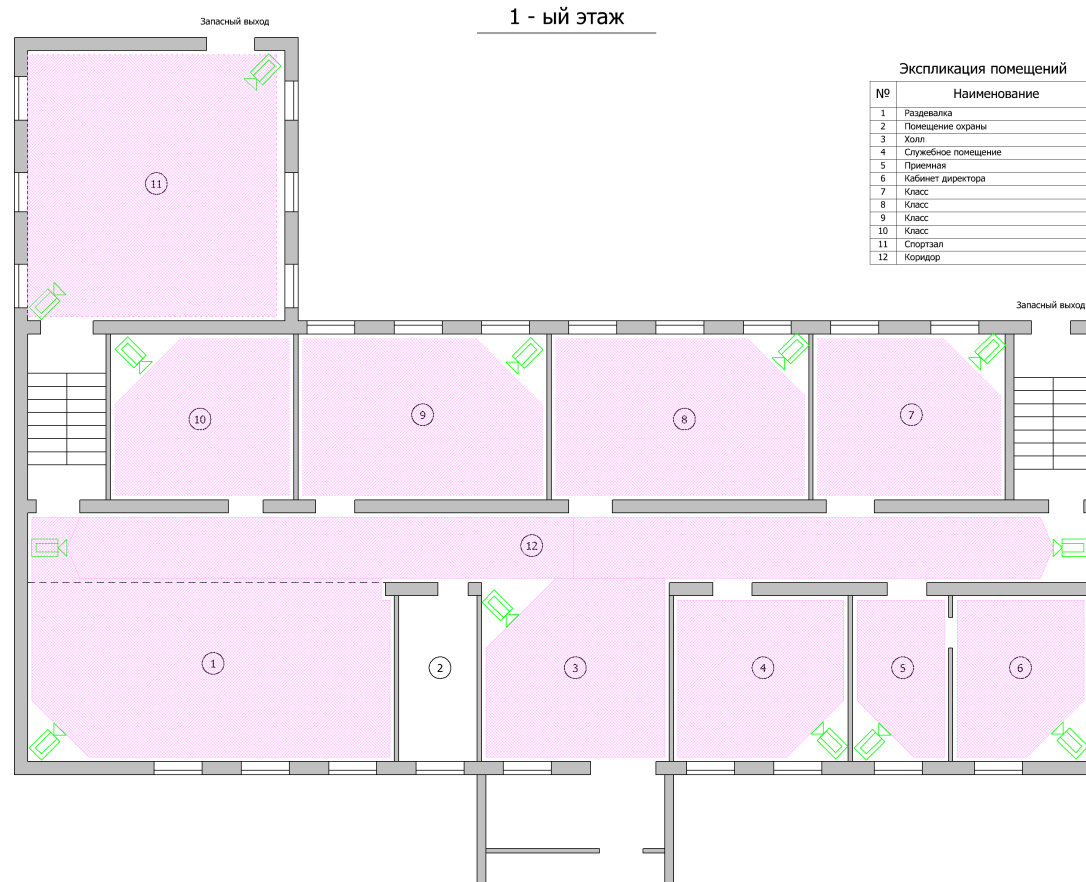 1 - ый этаж
Запасный выход
Экспликация помещений
№ Наименование
1 Раздевалка
2 Помещение охраны
3 Холл
4 Служебное помещение
5 Приемная
6 Кабинет директора
7 Класс
8 Класс
9 Класс
10 Класс
11 Спортзал
12 Коридор
11
Запасный выход
10
9
8
7
12
1
2
3
4
5
6